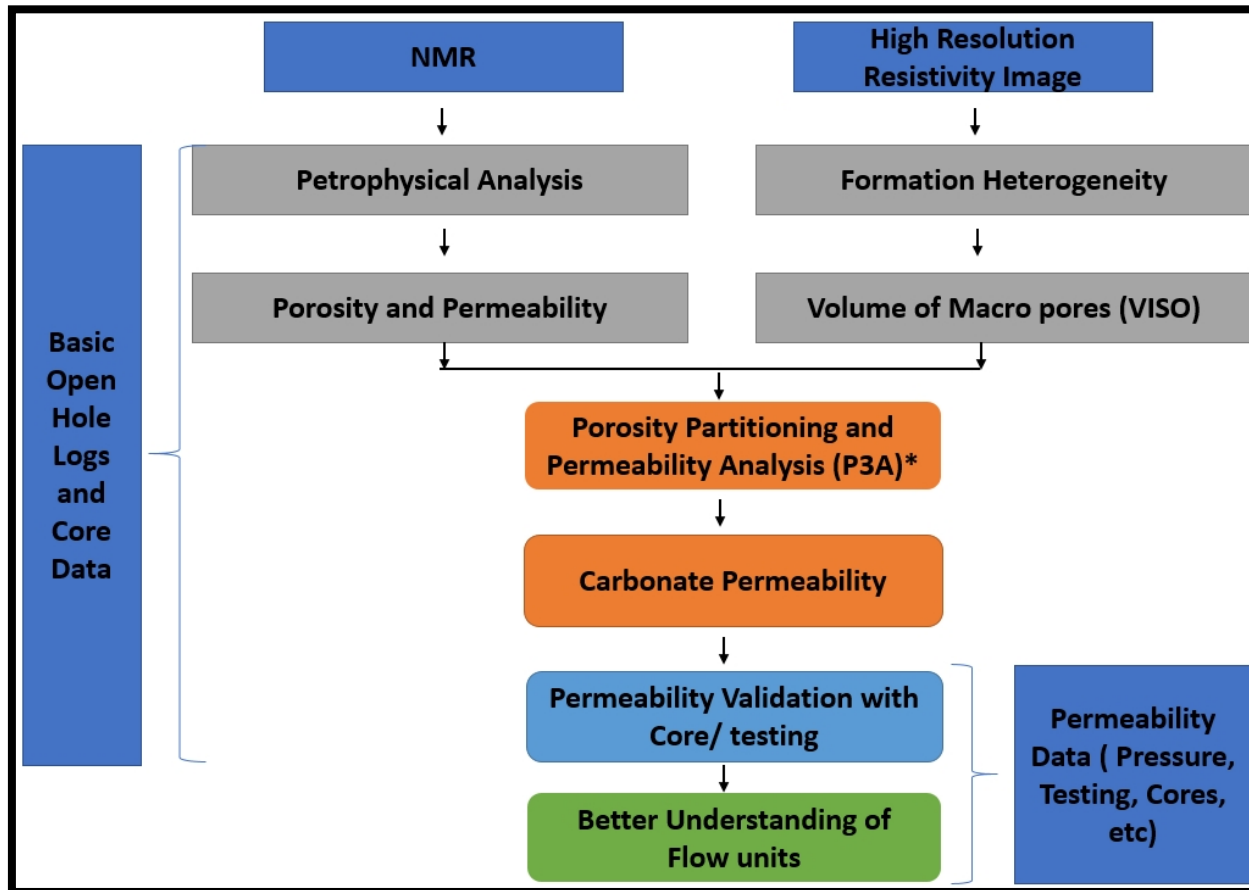 NMR
High Resolution
Resistivity Image
Petrophysical Analysis
Formation Heterogeneity
Porosity and Permeability
Volume of Macro pores (VISO)
Basic
Open
Hole
Logs
and
Core
Data
Porosity Partitioning and
Permeability Analysis (P3A)*
Carbonate Permeability
Permeability Validation with
Core/ testing
Better Understanding of
Flow units
Permeability
Data ( Pressure,
Testing, Cores,
etc)